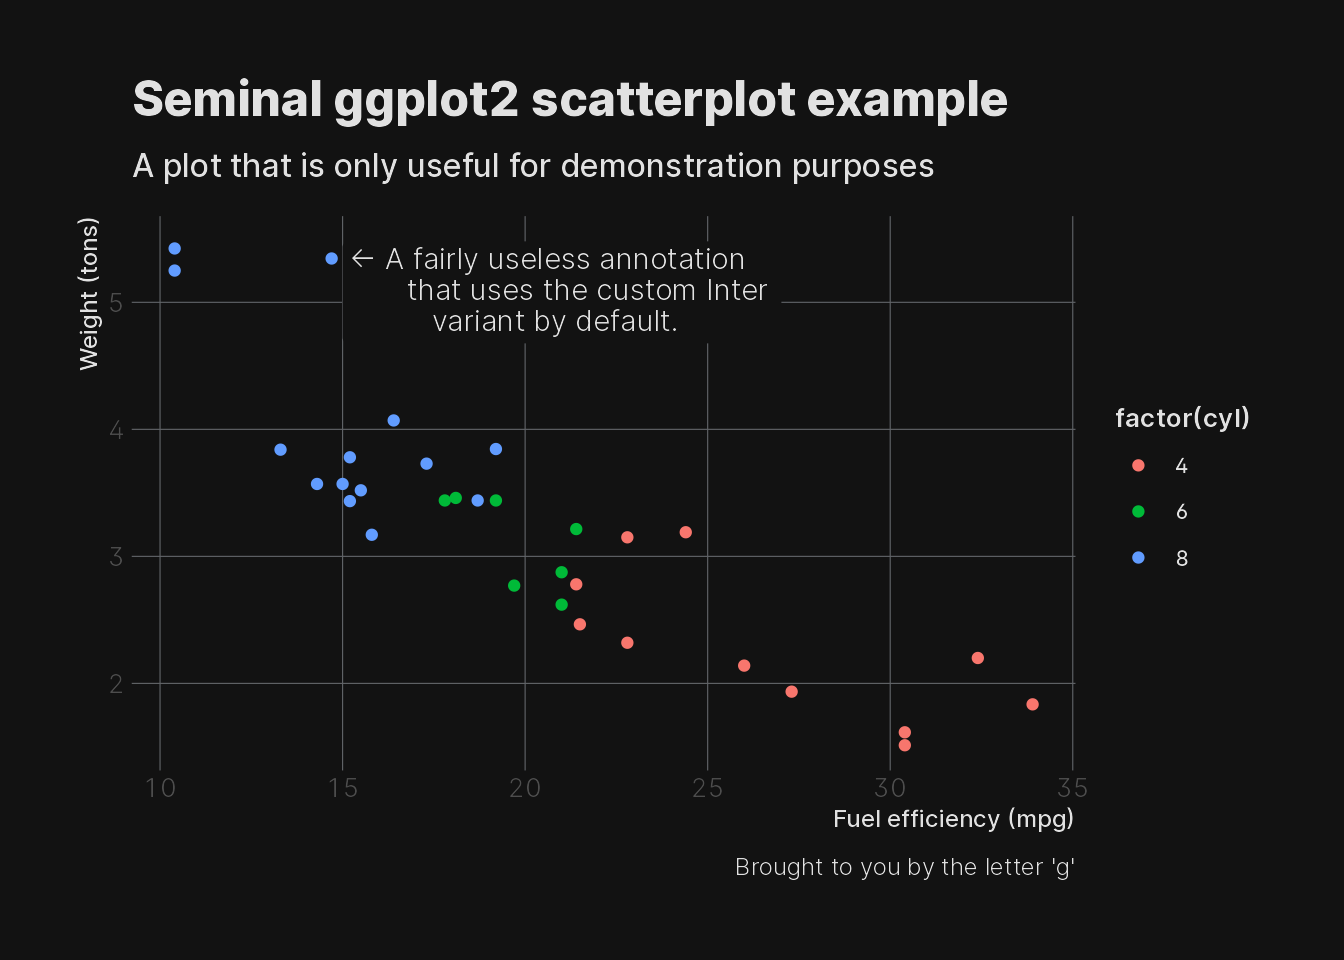 Seminal ggplot2 scatterplot example
A plot that is only useful for demonstration purposes
Weight (tons)
← A fairly useless annotation
that uses the custom Inter
variant by default.
5
4
3
2
10 15 20 25 30 35
Fuel efficiency (mpg)
factor(cyl)
4
6
8
Brought to you by the letter 'g'